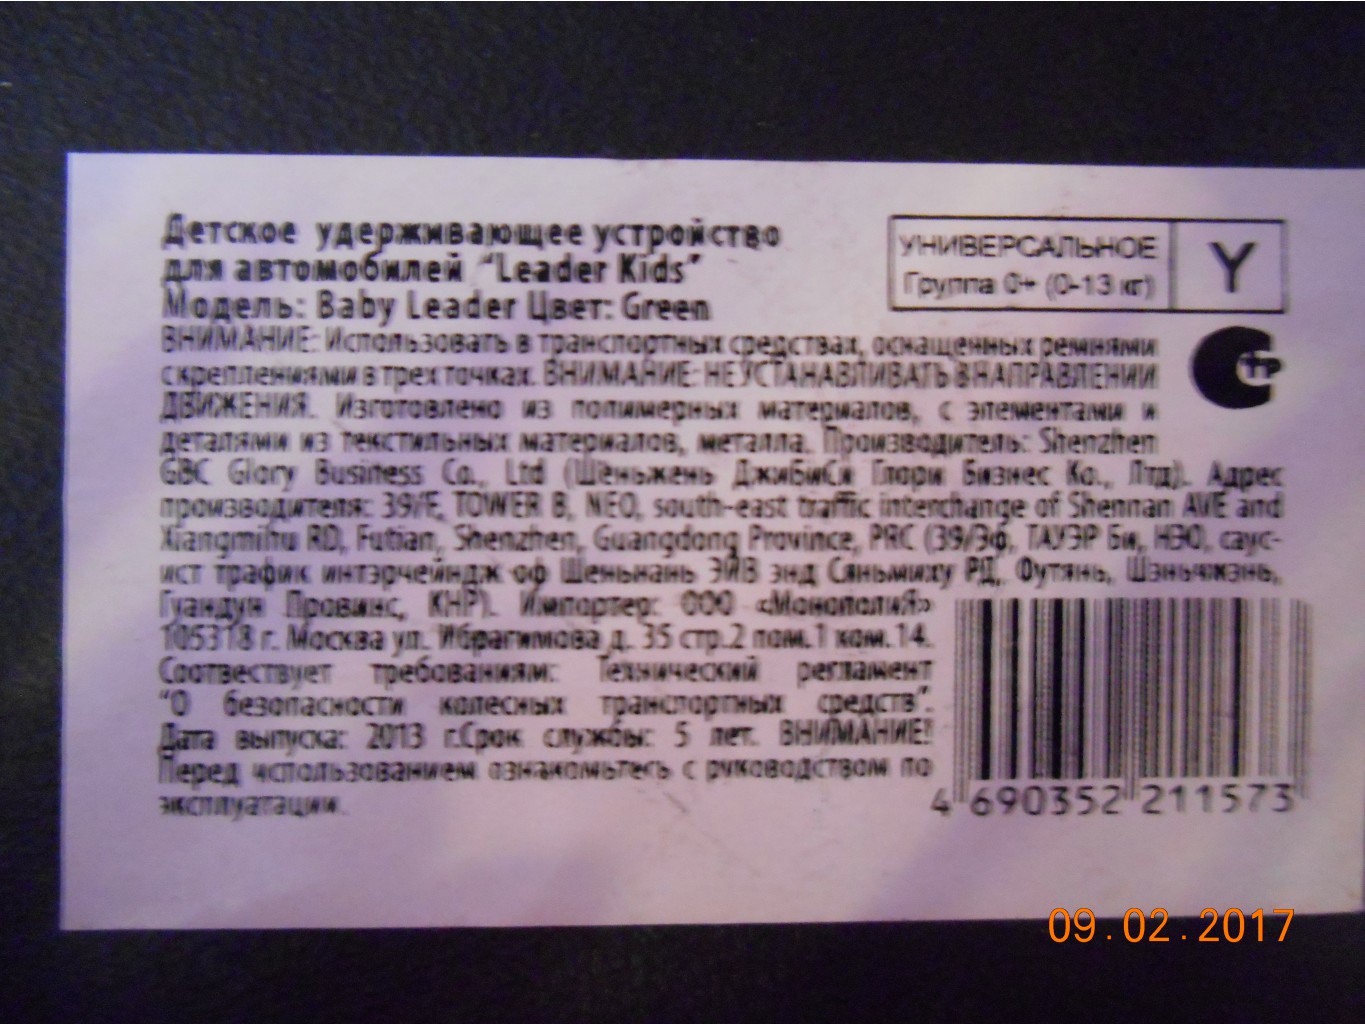 Детское удерживающее устройство
для автомобилей "Leader Kids"
Модель: Baby Leader Цвет: Green
УНИВЕРСАЛЬНОЕ
Группа 0+ (0-13 кг)
Y
ВНИМАНИЕ: Использовать в транспортных средствах, оснащенных ремнями
с креплениями в трех точках. ВНИМАНИЕ: НЕ УСТАНАВЛИВАТЬ В НАПРАВЛЕНИИ
ДВИЖЕНИЯ. Изготовлено из полимерных материалов, с элементами и
деталями из текстильных материалов, металла. Производитель: Shenzhen
GBC Glory Business Co., Ltd (Шеньжень ДжиБиСи Глори Бизнес Ко., Лтд). Адрес
производителя: 39/F, TOWER B, NEO, south-east traffic interchange of Shennan AVE and
Xiangmihu RD, Futian, Shenzhen, Guangdong Province, PRC (39/Эф, ТАУЭР Би, НЭО, саус-
ист трафик интэрчейндж оф Шеньнань ЭЙВ энд Сяньмиху РД, Футянь, Шэньчжэнь,
Гуандун Провинс, КНР). Импортер: ООО «МонополиЯ»
105318 г. Москва ул. Ибрагимова д. 35 стр.2 пом.1 ком.14.
Соотвествует требованиям: Технический регламент
"О безопасности колесных транспортных средств".
Дата выпуска: 2013 г.Срок службы: 5 лет. ВНИМАНИЕ!
Перед использованием ознакомьтесь с руководством по
эксплуатации.
4 690352 211573
09.02.2017